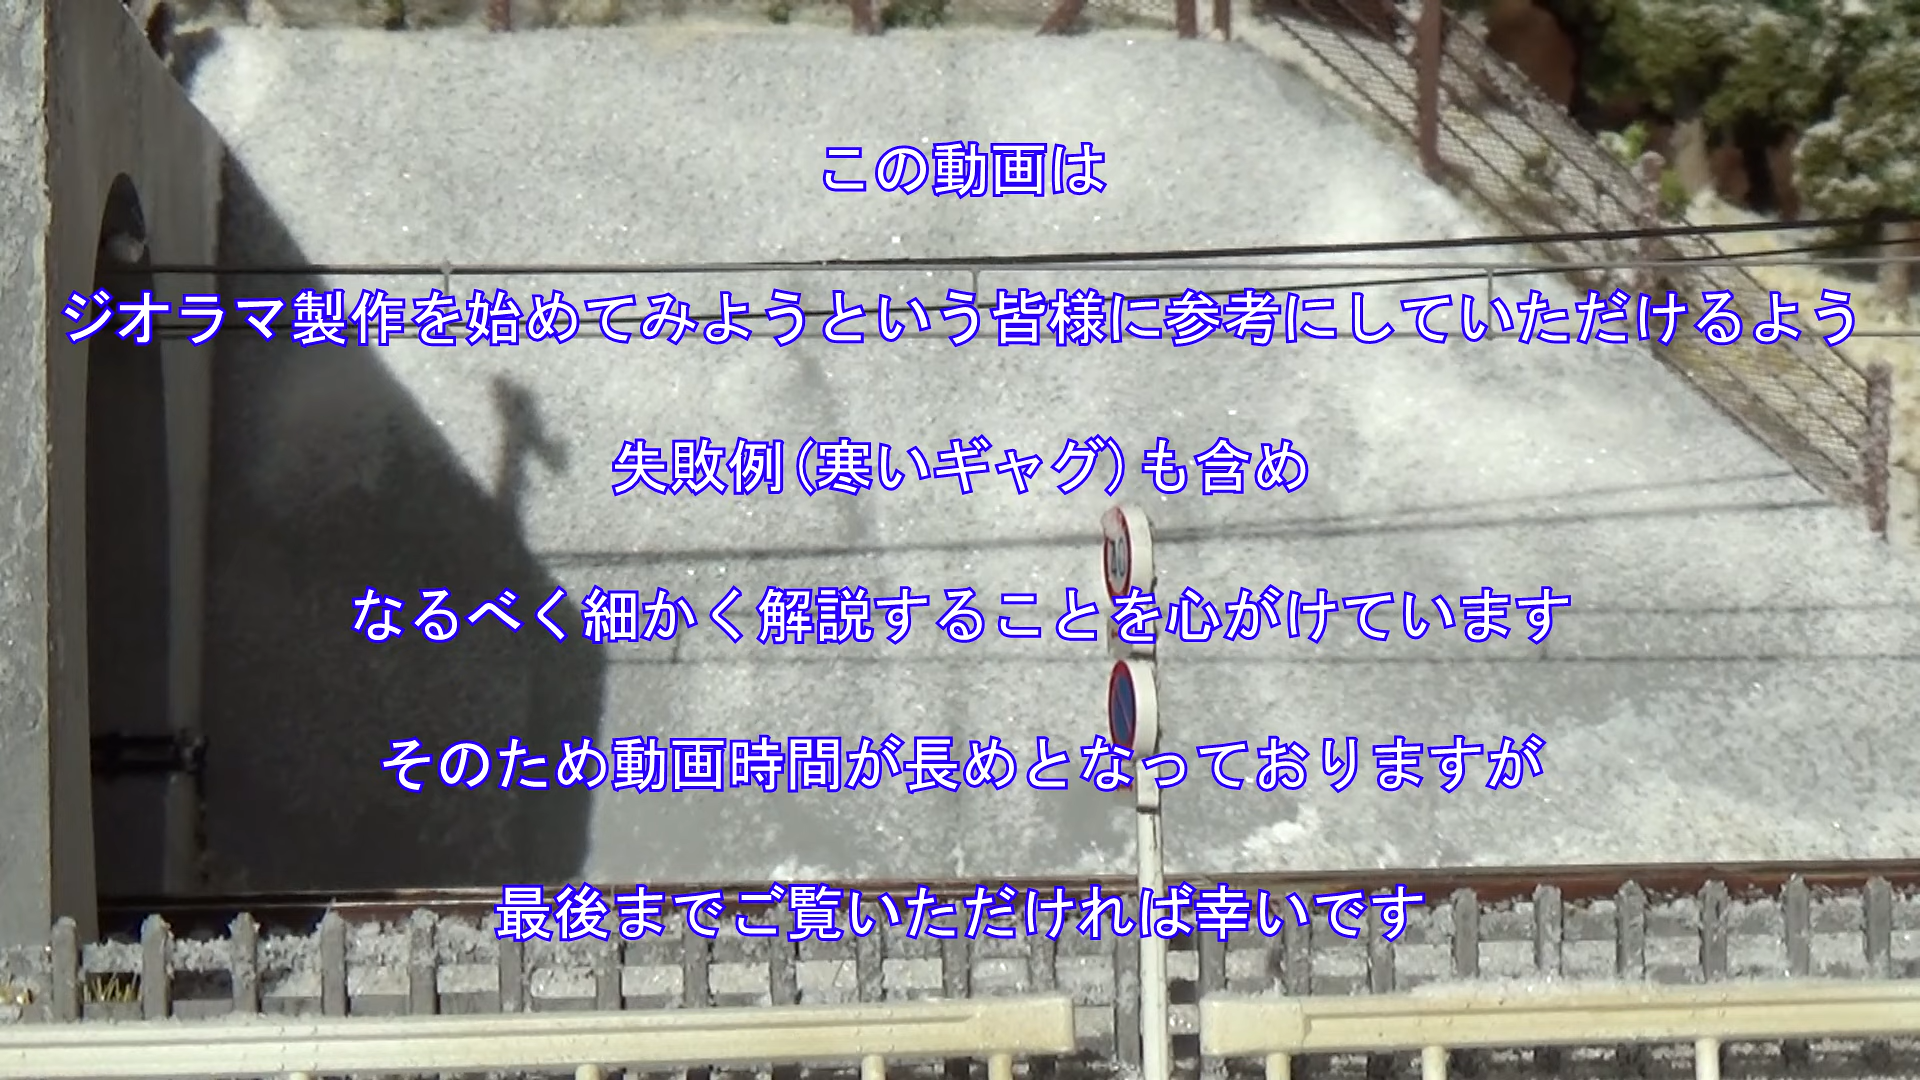 この動画は
ジオラマ製作を始めてみようという皆様に参考にしていただけるよう
失敗例(寒いギャグ)も含め
なるべく細かく解説することを心がけています
40
そのため動画時間が長めとなっておりますが
最後までご覧いただければ幸いです